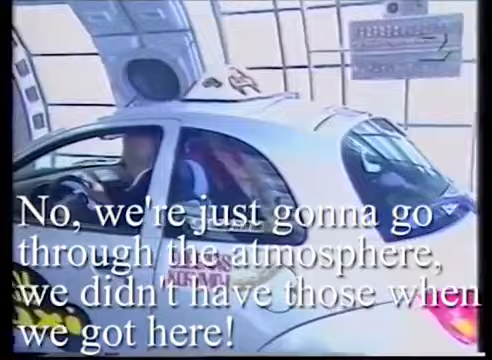 No, we're just gonna go
through the atmosphere,
we didn't have those when
we got here!